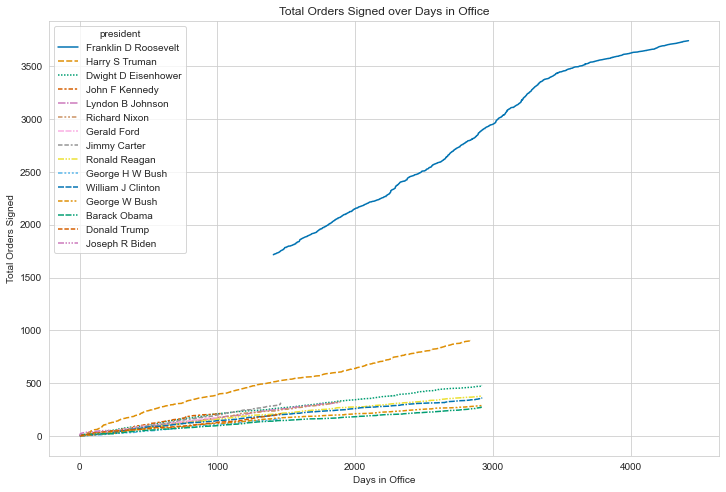 Total Orders Signed over Days in Office
president
Franklin D Roosevelt
Harry S Truman
Dwight D Eisenhower
John F Kennedy
Lyndon B Johnson
Richard Nixon
Gerald Ford
Jimmy Carter
Ronald Reagan
George H W Bush
William J Clinton
George W Bush
Barack Obama
Donald Trump
Joseph R Biden
Total Orders Signed
3500
3000
2500
2000
1500
1000
500
0
0
1000
2000
3000
4000
Days in Office